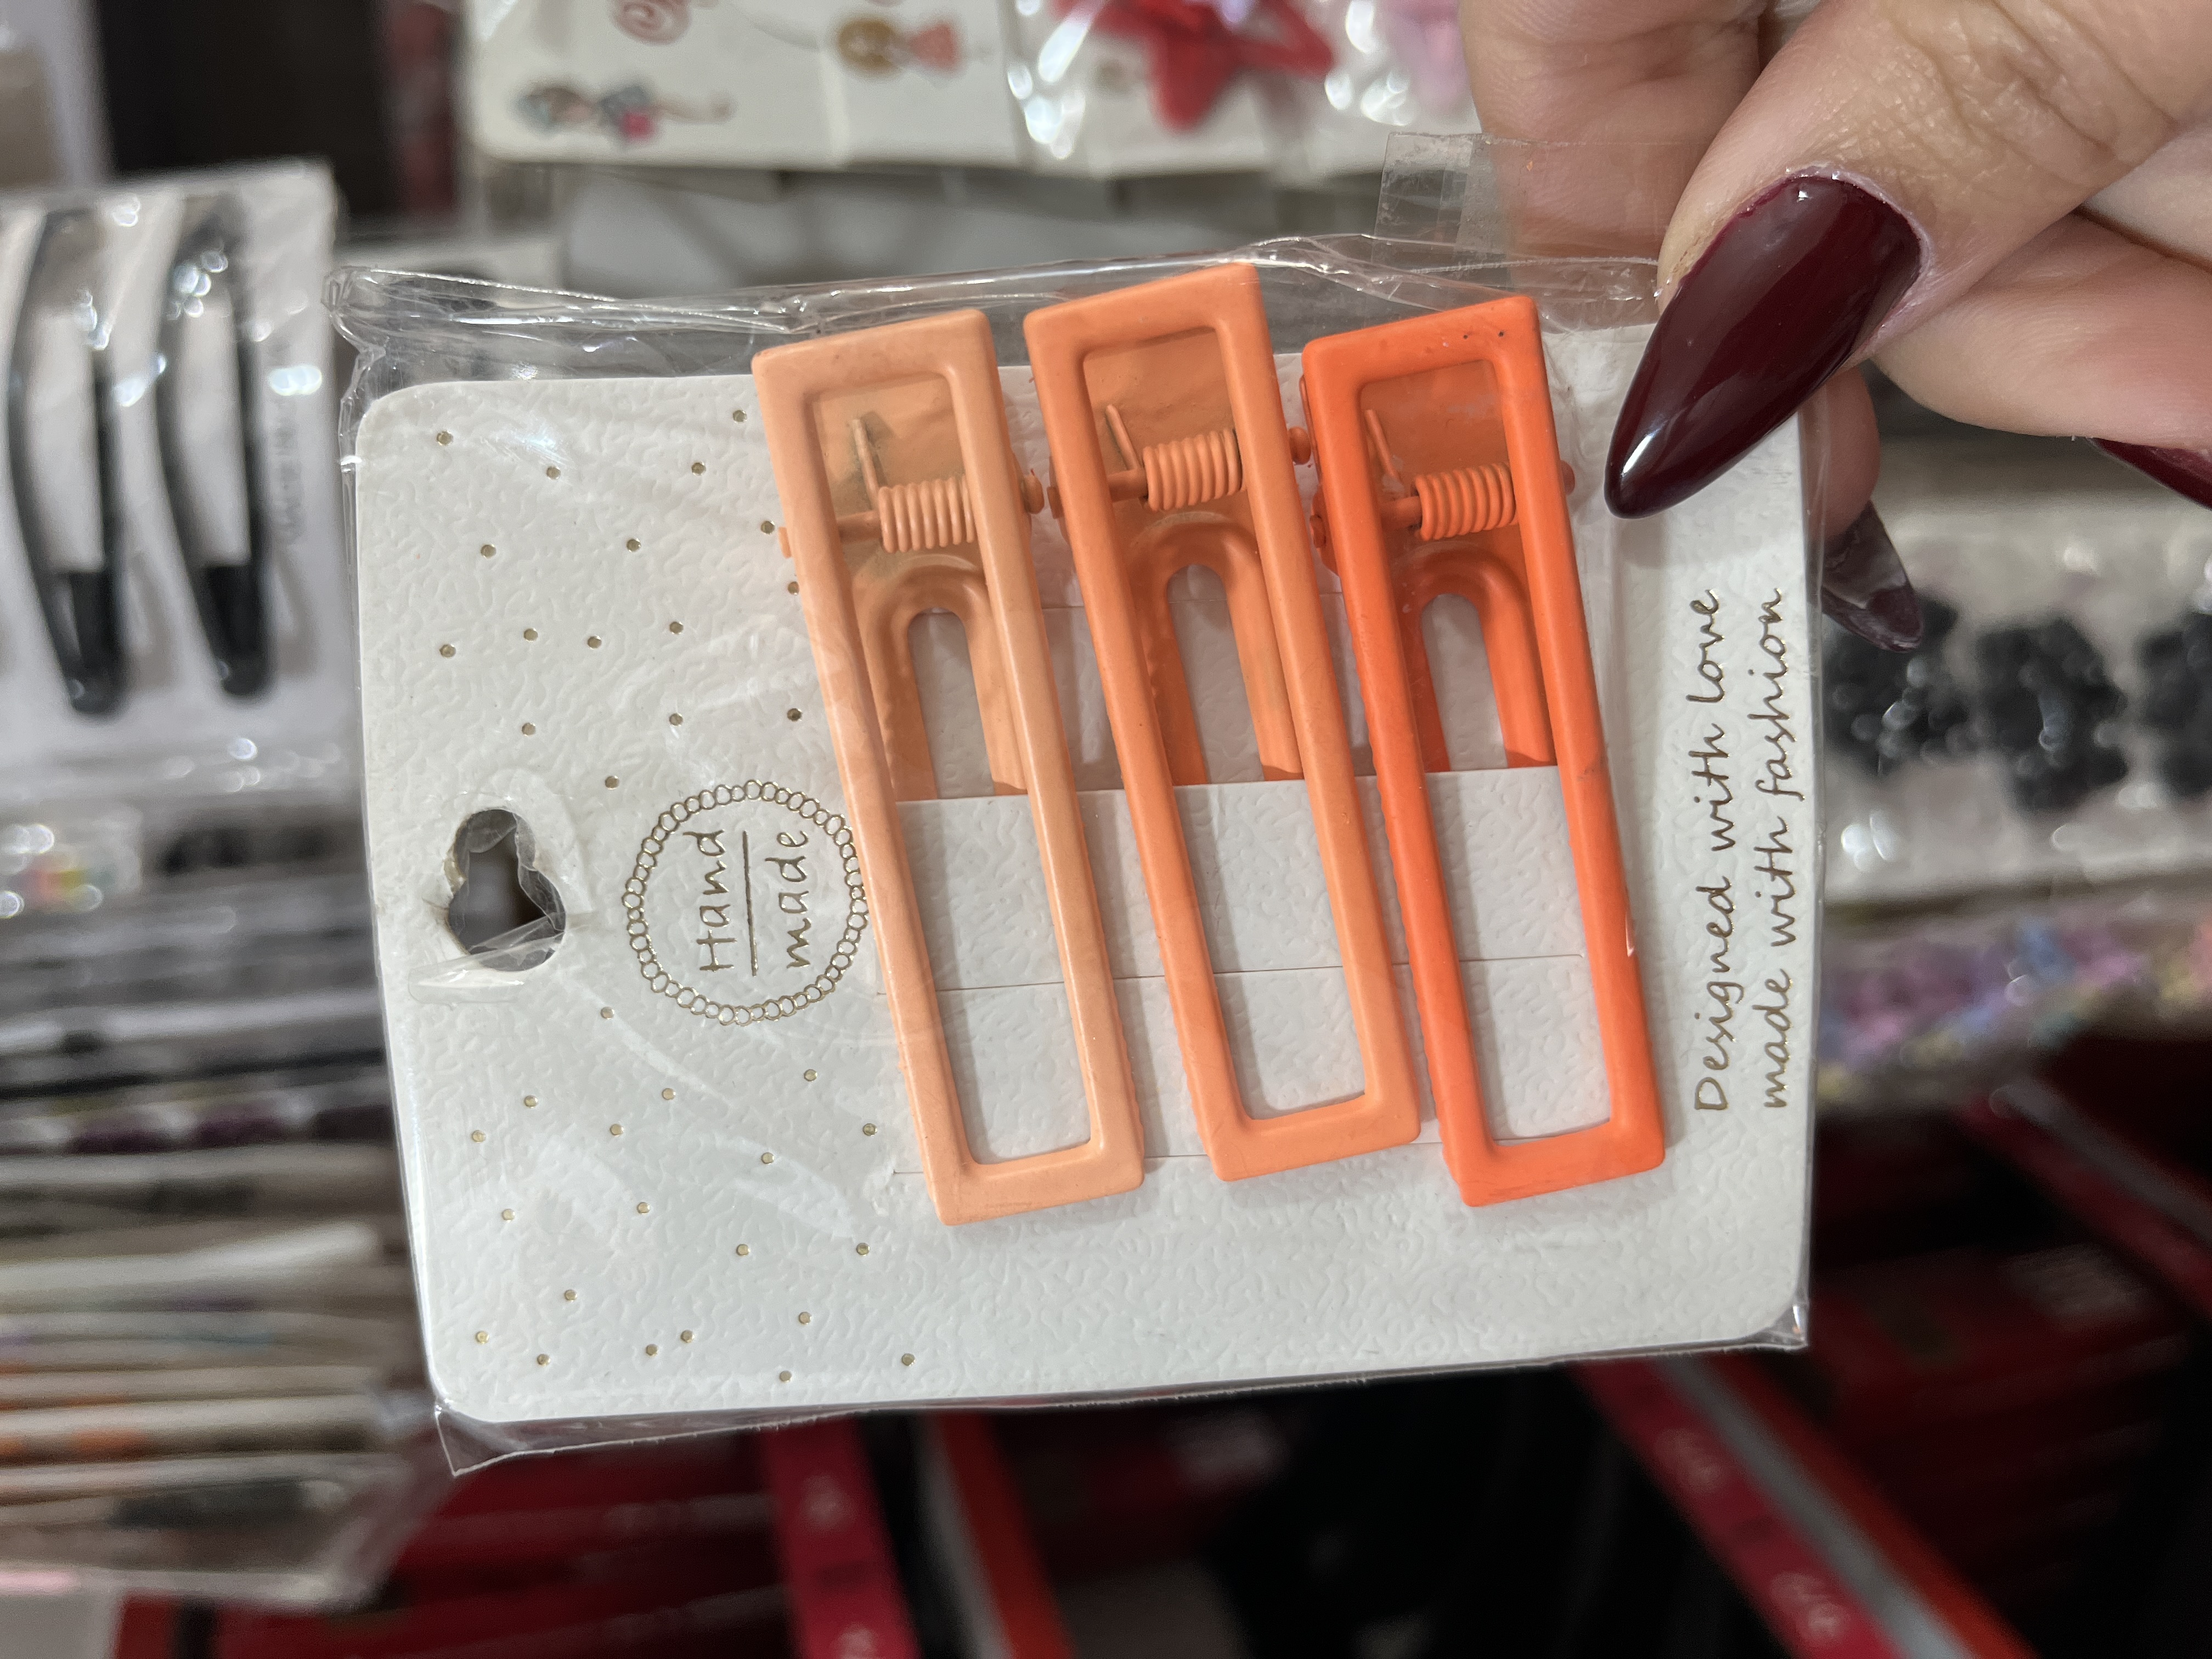 Hand
made
Designed with love
made with fashion